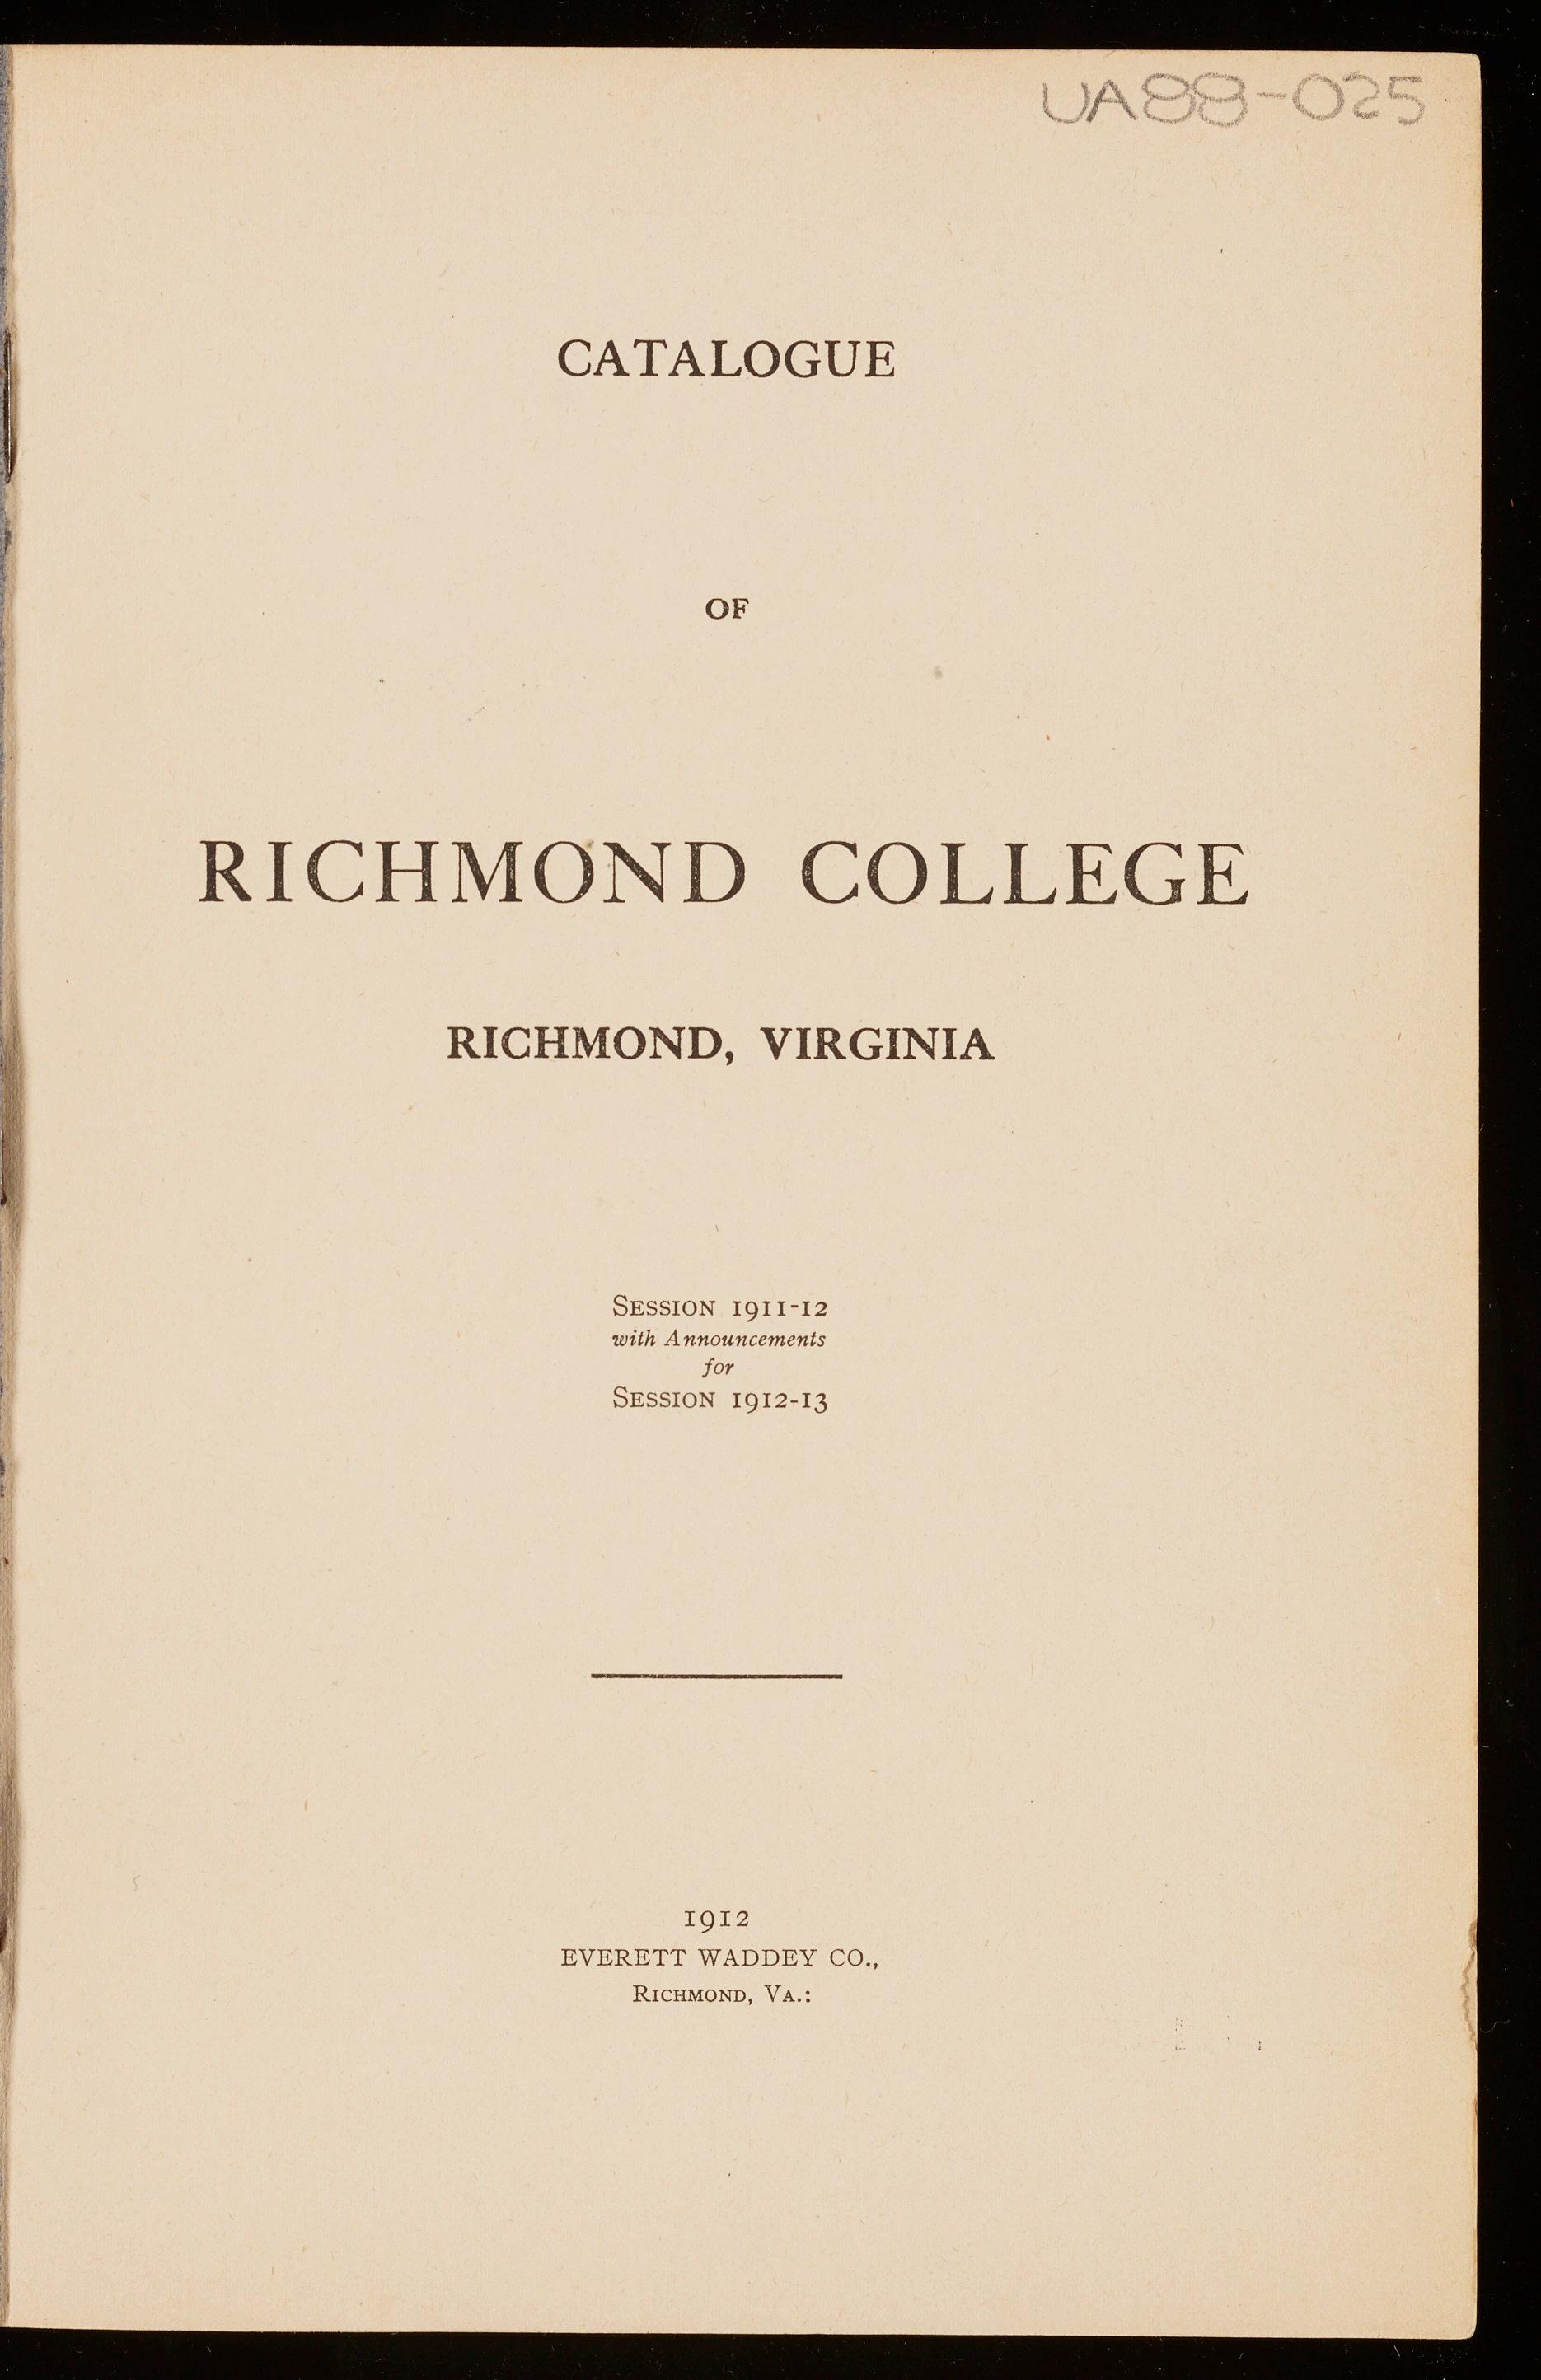 UA88-025
CATALOGUE
OF
RICHMOND COLLEGE
RICHMOND, VIRGINIA
SESSION 1911-12
with Announcements
for
SESSION 1912-13
1912
EVERETT WADDEY CO.,
RICHMOND, VA.: